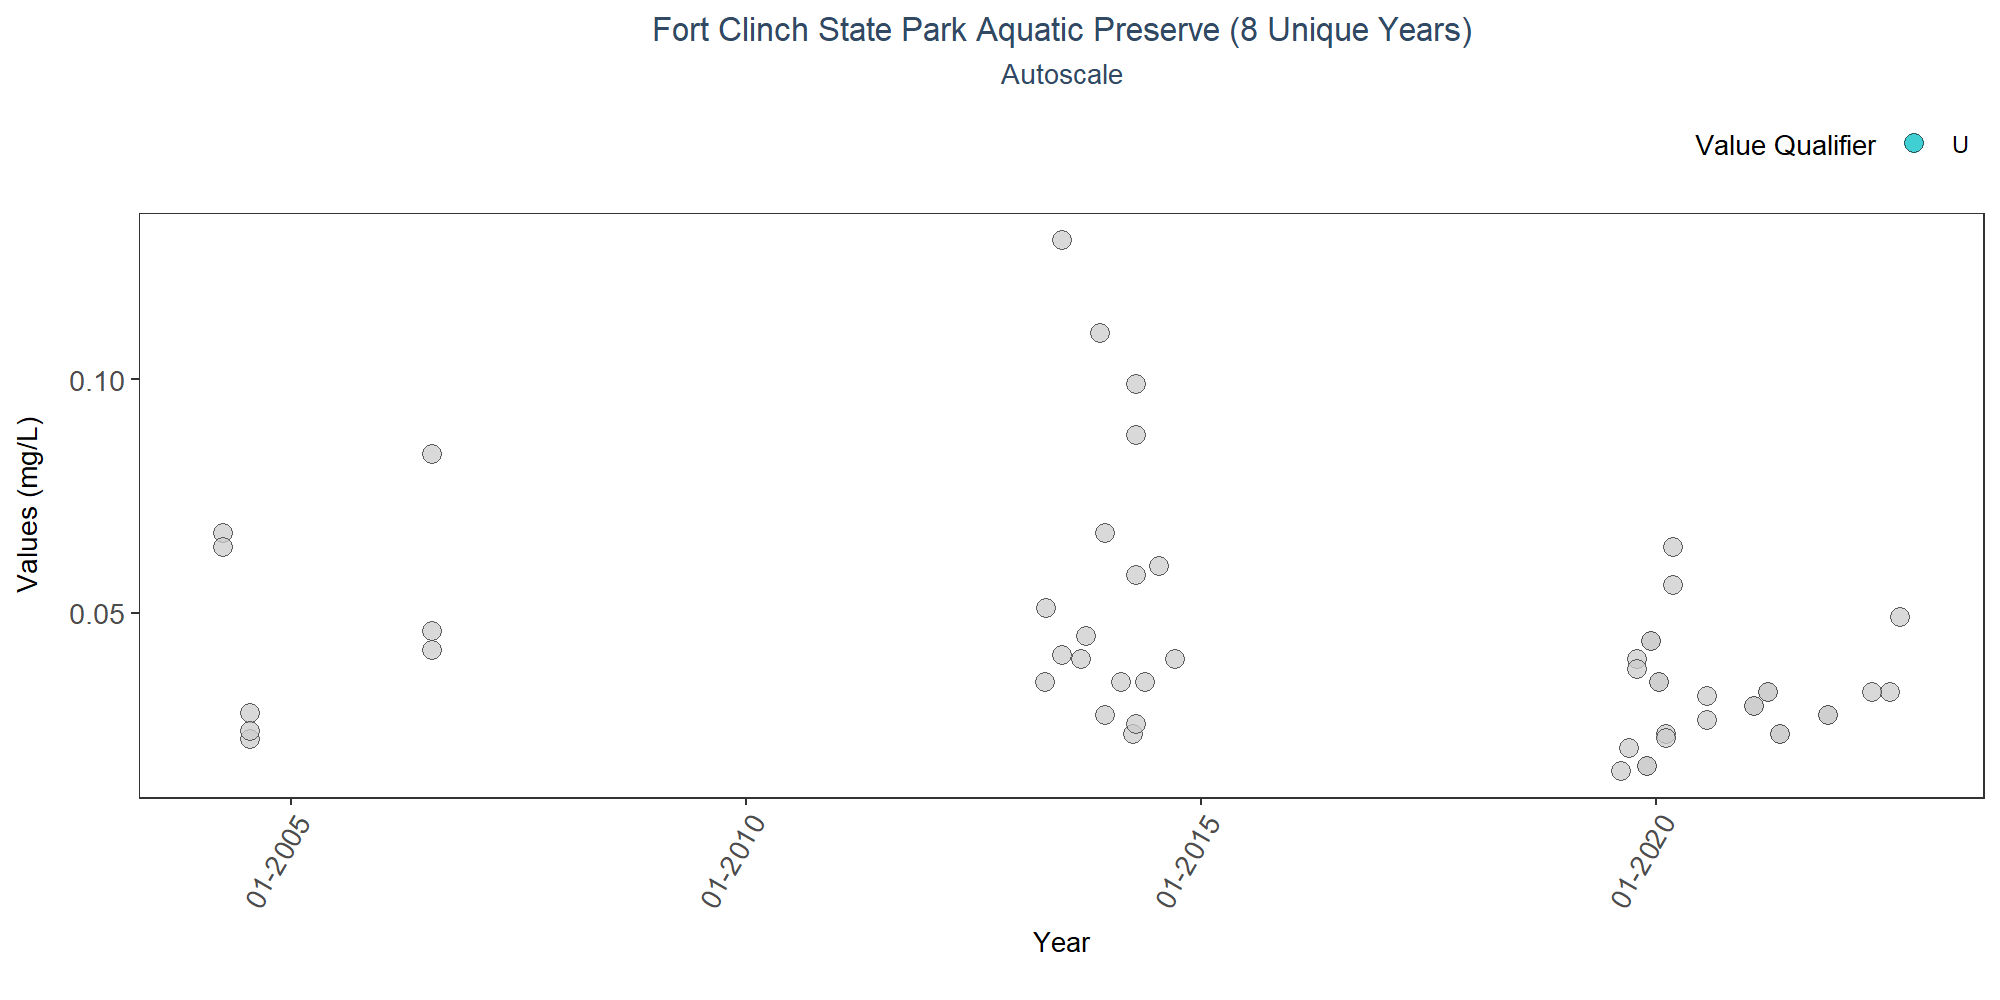 Fort Clinch State Park Aquatic Preserve (8 Unique Years)
Autoscale
Value Qualifier U
Values (mg/L)
0.10
0.05
01-2005 01-2010 01-2015 01-2020
Year